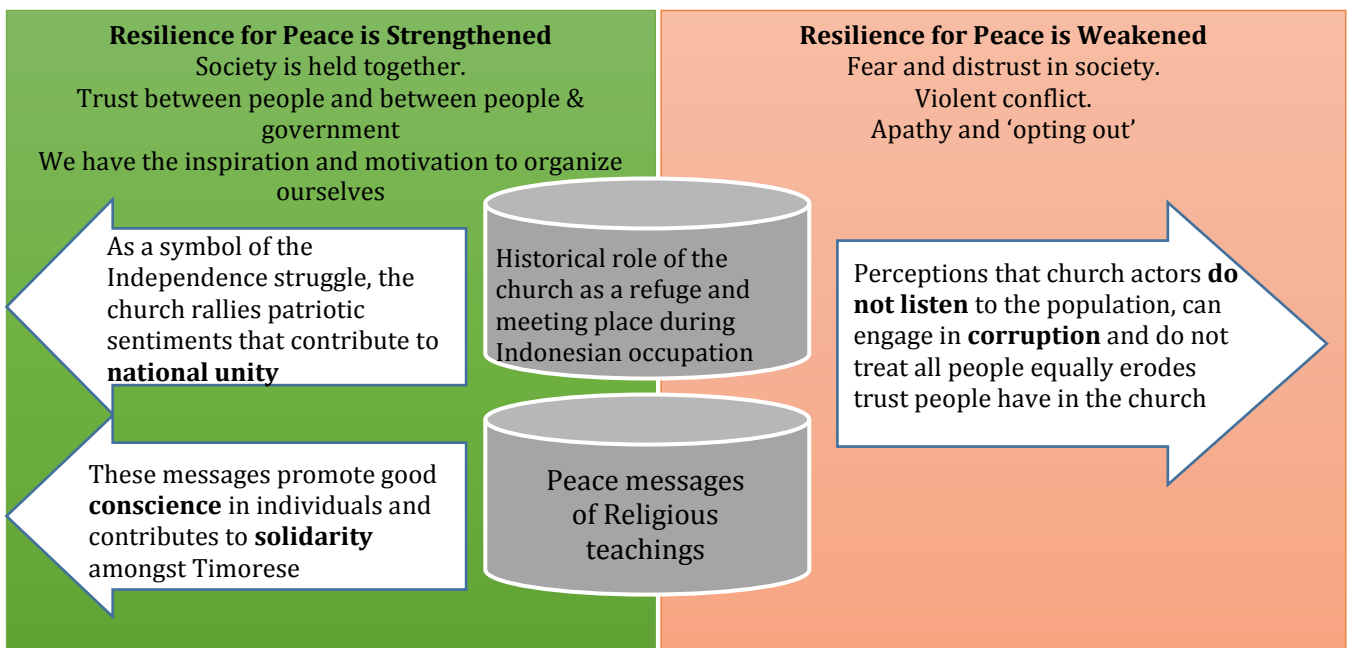 Resilience for Peace is Strengthened
Society is held together.
Trust between people and between people &
government
We have the inspiration and motivation to organize
ourselves
Resilience for Peace is Weakened
Fear and distrust in society.
Violent conflict.
Apathy and ‘opting out’
As a symbol of the
Independence struggle, the
church rallies patriotic
sentiments that contribute to
national unity
Historical role of the
church as a refuge and
meeting place during
Indonesian occupation
Perceptions that church actors do
not listen to the population, can
engage in corruption and do not
treat all people equally erodes
trust people have in the church
These messages promote good
conscience in individuals and
contributes to solidarity
amongst Timorese
Peace messages
of Religious
teachings